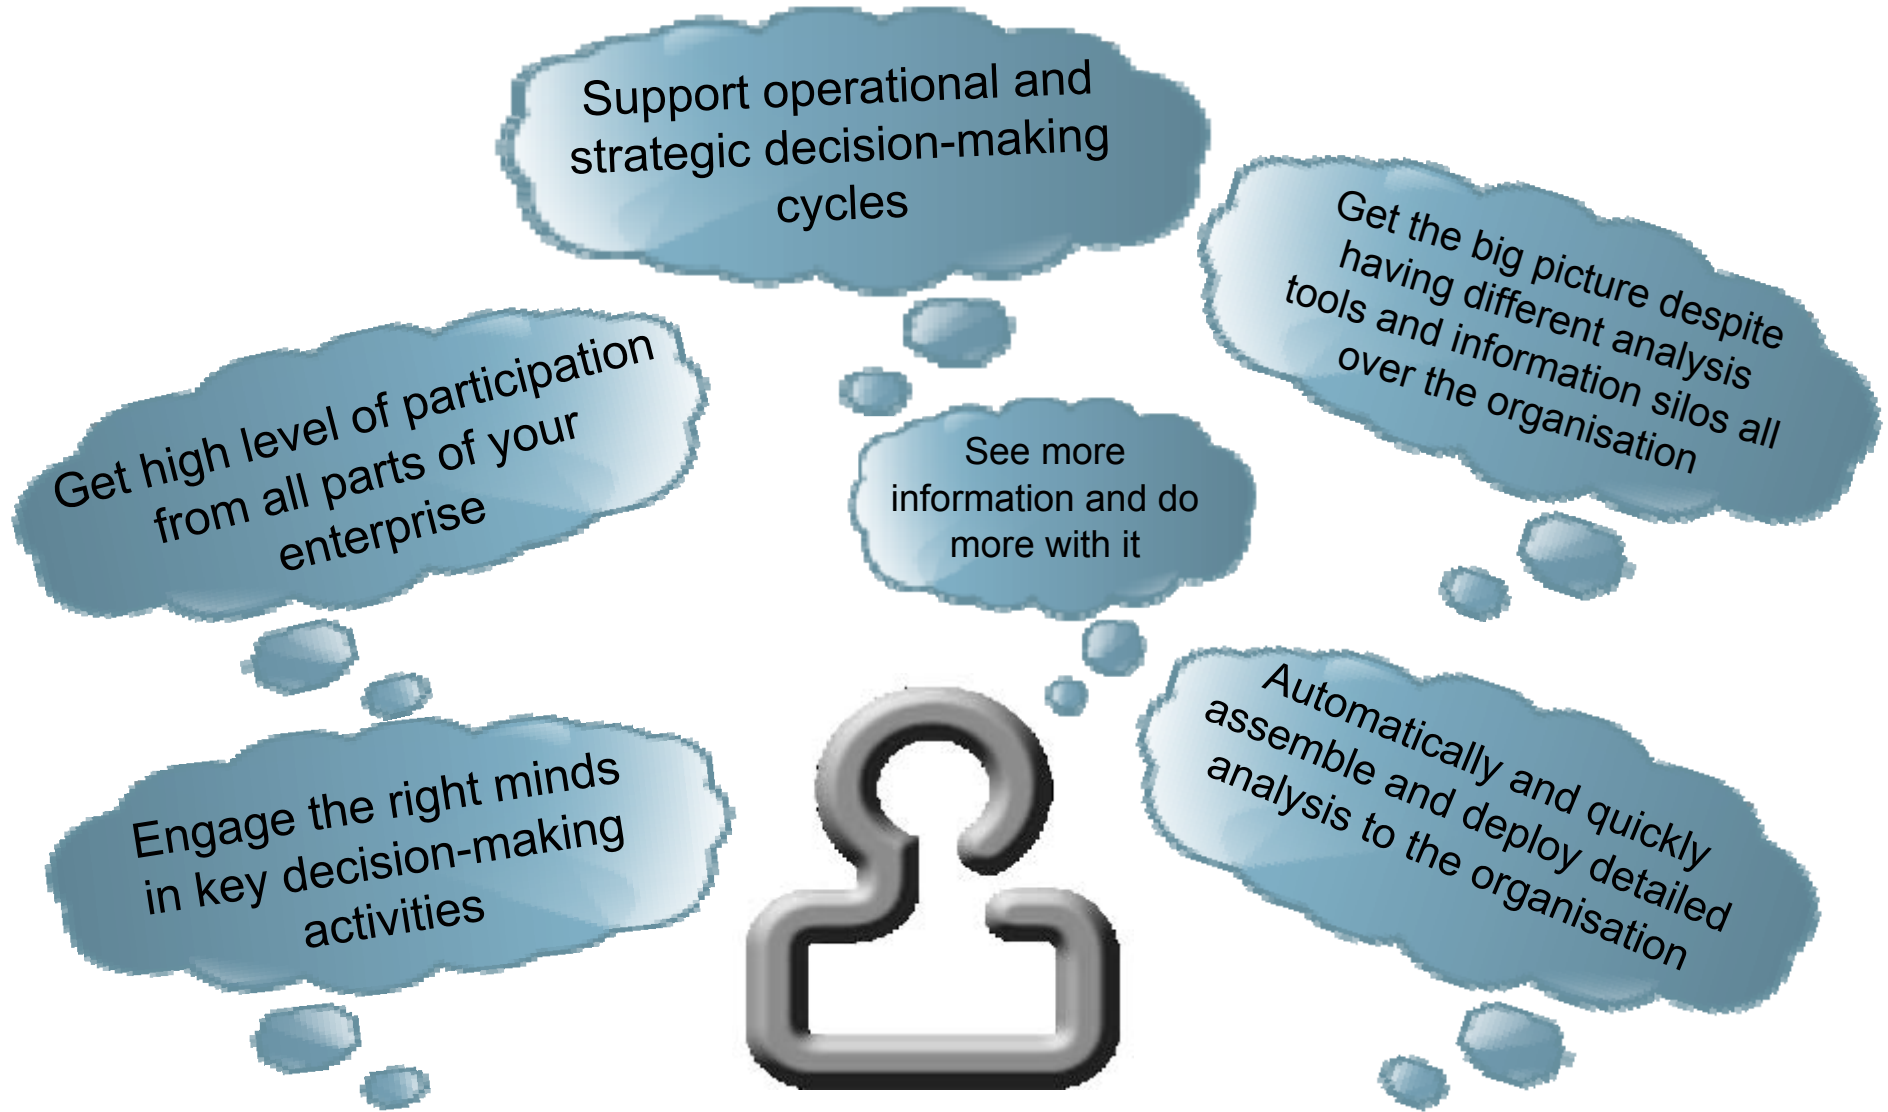 Support operational and
strategic decision-making
cycles
Get the big picture despite
having different analysis
tools and information silos all
over the organisation
Get high level of participation
from all parts of your
enterprise
See more
information and do
more with it
Automatically and quickly
assemble and deploy detailed
analysis to the organisation
Engage the right minds
in key decision-making
activities